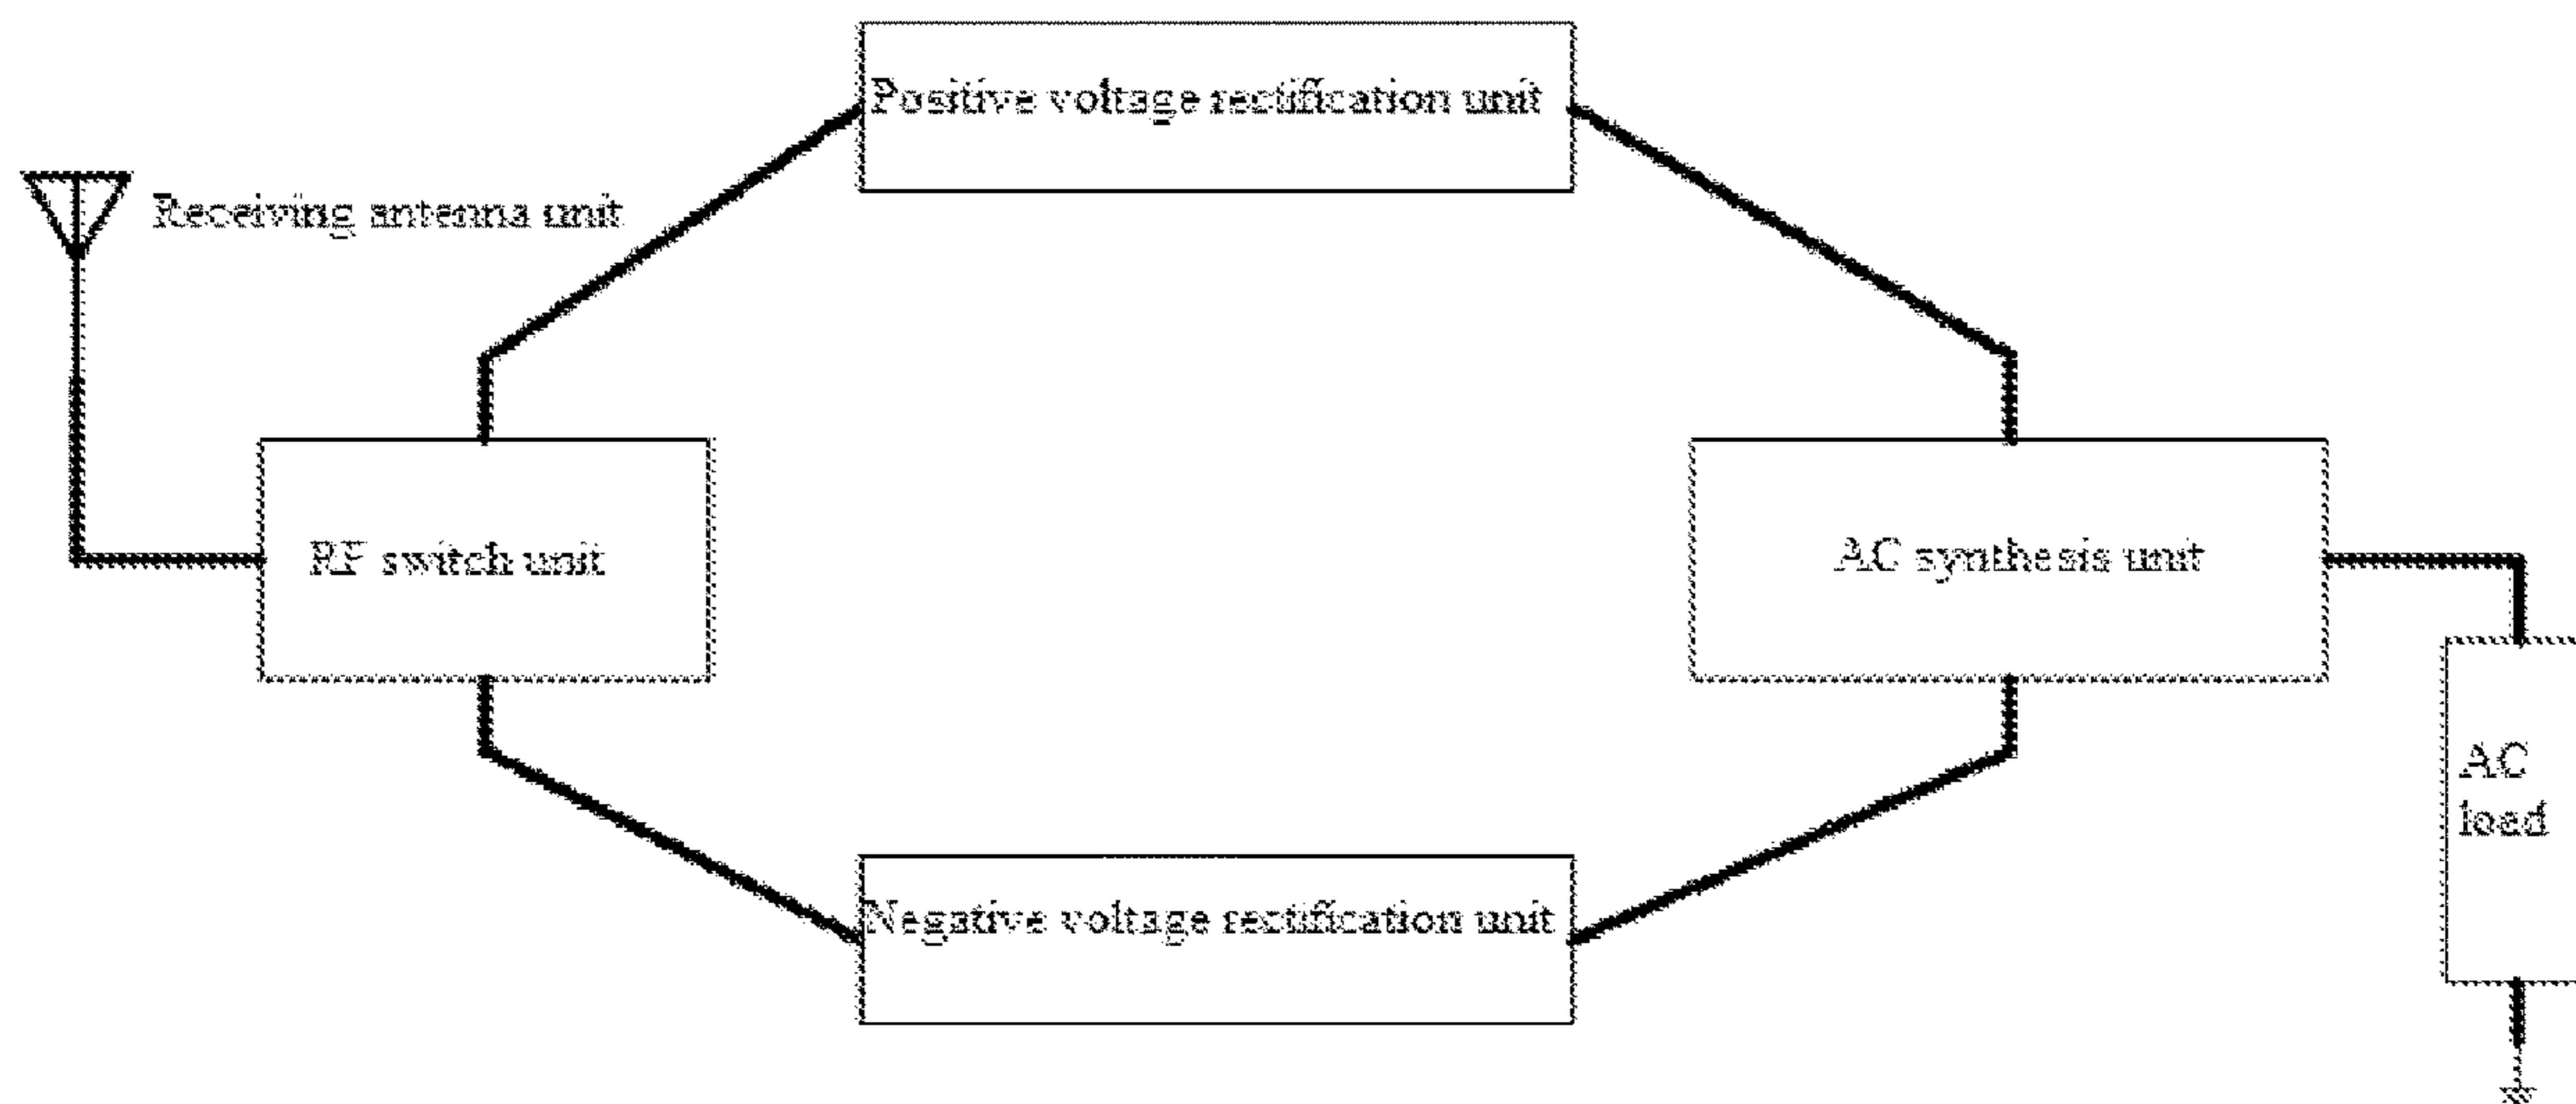 Positive voltage rectification unit
Receiving antenna unit
RF switch unit
AC synthesis unit
AC
load
Negative voltage rectification unit